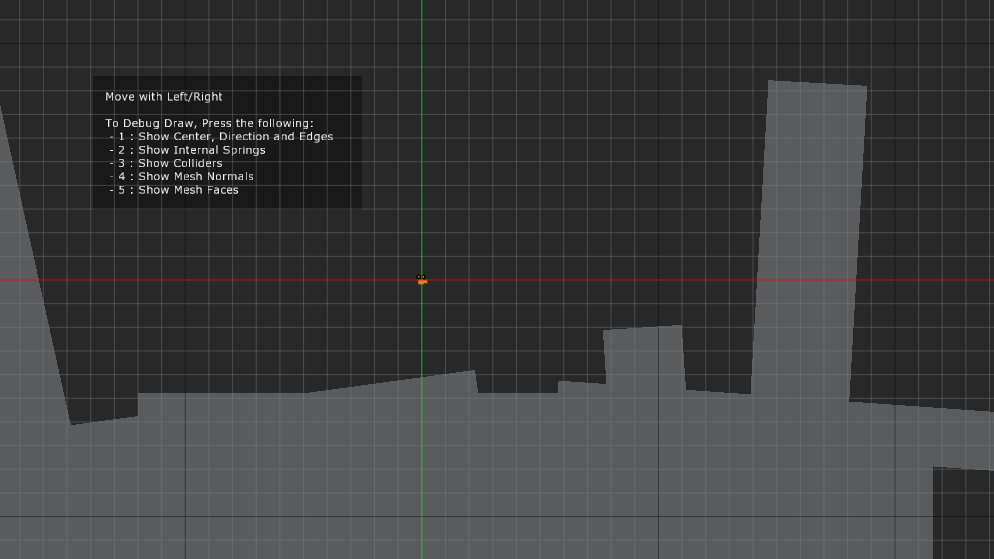 Move with Left/Right
To Debug Draw, Press the following:
- 1 : Show Center, Direction and Edges
- 2 : Show Internal Springs
- 3 : Show Colliders
- 4 : Show Mesh Normals
- 5 : Show Mesh Faces